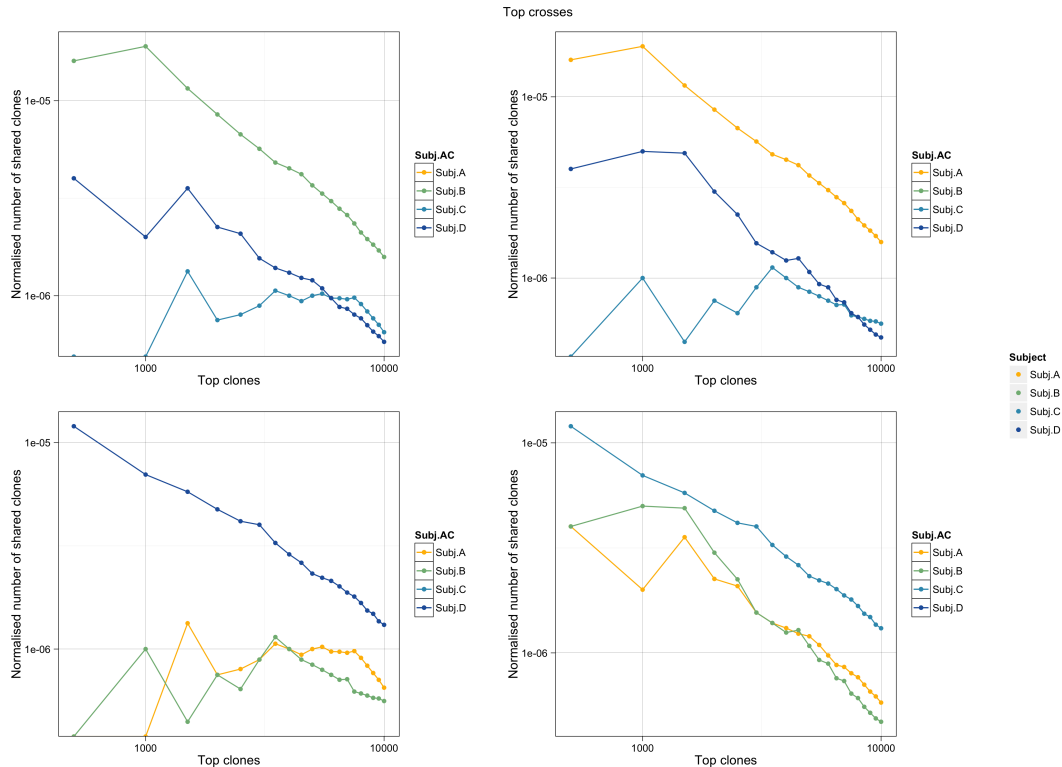 Top crosses
Normalised number of shared clones
1e-05
1e-06
1000
10000
Top clones
Subj.AC
Subj.A
Subj.B
Subj.C
Subj.D
Normalised number of shared clones
1e-05
1e-06
1000
10000
Top clones
Subj.AC
Subj.A
Subj.B
Subj.C
Subj.D
Subject
Subj.A
Subj.B
Subj.C
Subj.D
Normalised number of shared clones
1e-05
1e-06
1000
10000
Top clones
Subj.AC
Subj.A
Subj.B
Subj.C
Subj.D
Normalised number of shared clones
1e-05
1e-06
1000
10000
Top clones
Subj.AC
Subj.A
Subj.B
Subj.C
Subj.D